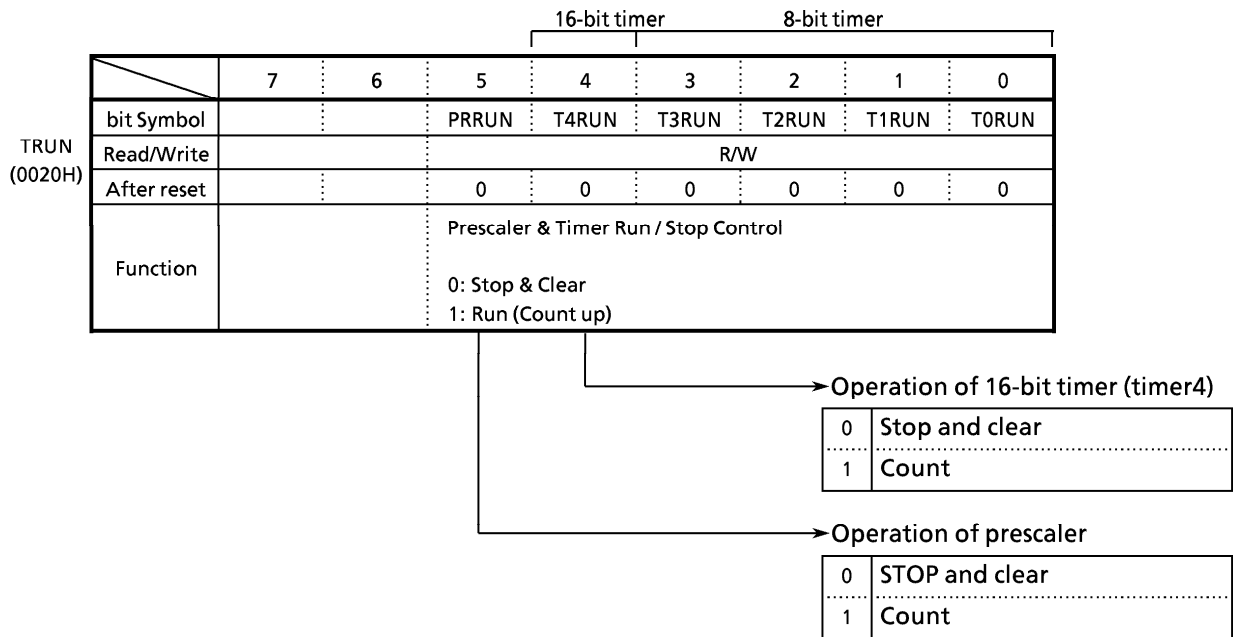 16-bit timer 8-bit timer
7 6 5 4 3 2 1 0
bit Symbol PRRUN T4RUN T3RUN T2RUN T1RUN T0RUN
TRUN
(0020H)
Read/Write R/W
After reset 0 0 0 0 0 0
Function
Prescaler & Timer Run / Stop Control
0: Stop & Clear
1: Run (Count up)
Operation of 16-bit timer (timer4)
0 Stop and clear
1 Count
Operation of prescaler
0 STOP and clear
1 Count